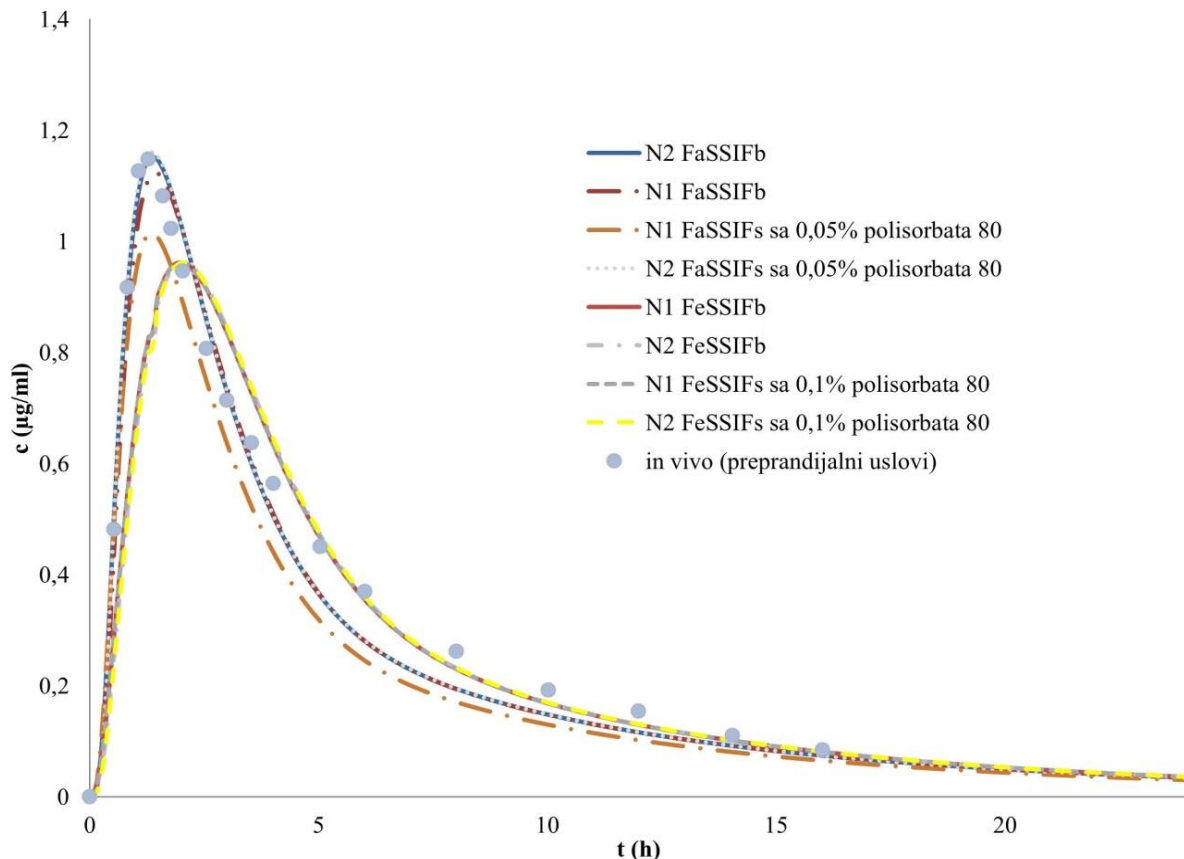 1,4
1,2
1
0,8
0,6
0,4
0,2
0
c (µg/ml)
N2 FaSSIFb
N1 FaSSIFb
N1 FaSSIFs sa 0,05% polisorbata 80
N2 FaSSIFs sa 0,05% polisorbata 80
N1 FeSSIFb
N2 FeSSIFb
N1 FeSSIFs sa 0,1% polisorbata 80
N2 FeSSIFs sa 0,1% polisorbata 80
in vivo (preprandijalni uslovi)
0 5 10 15 20
t (h)